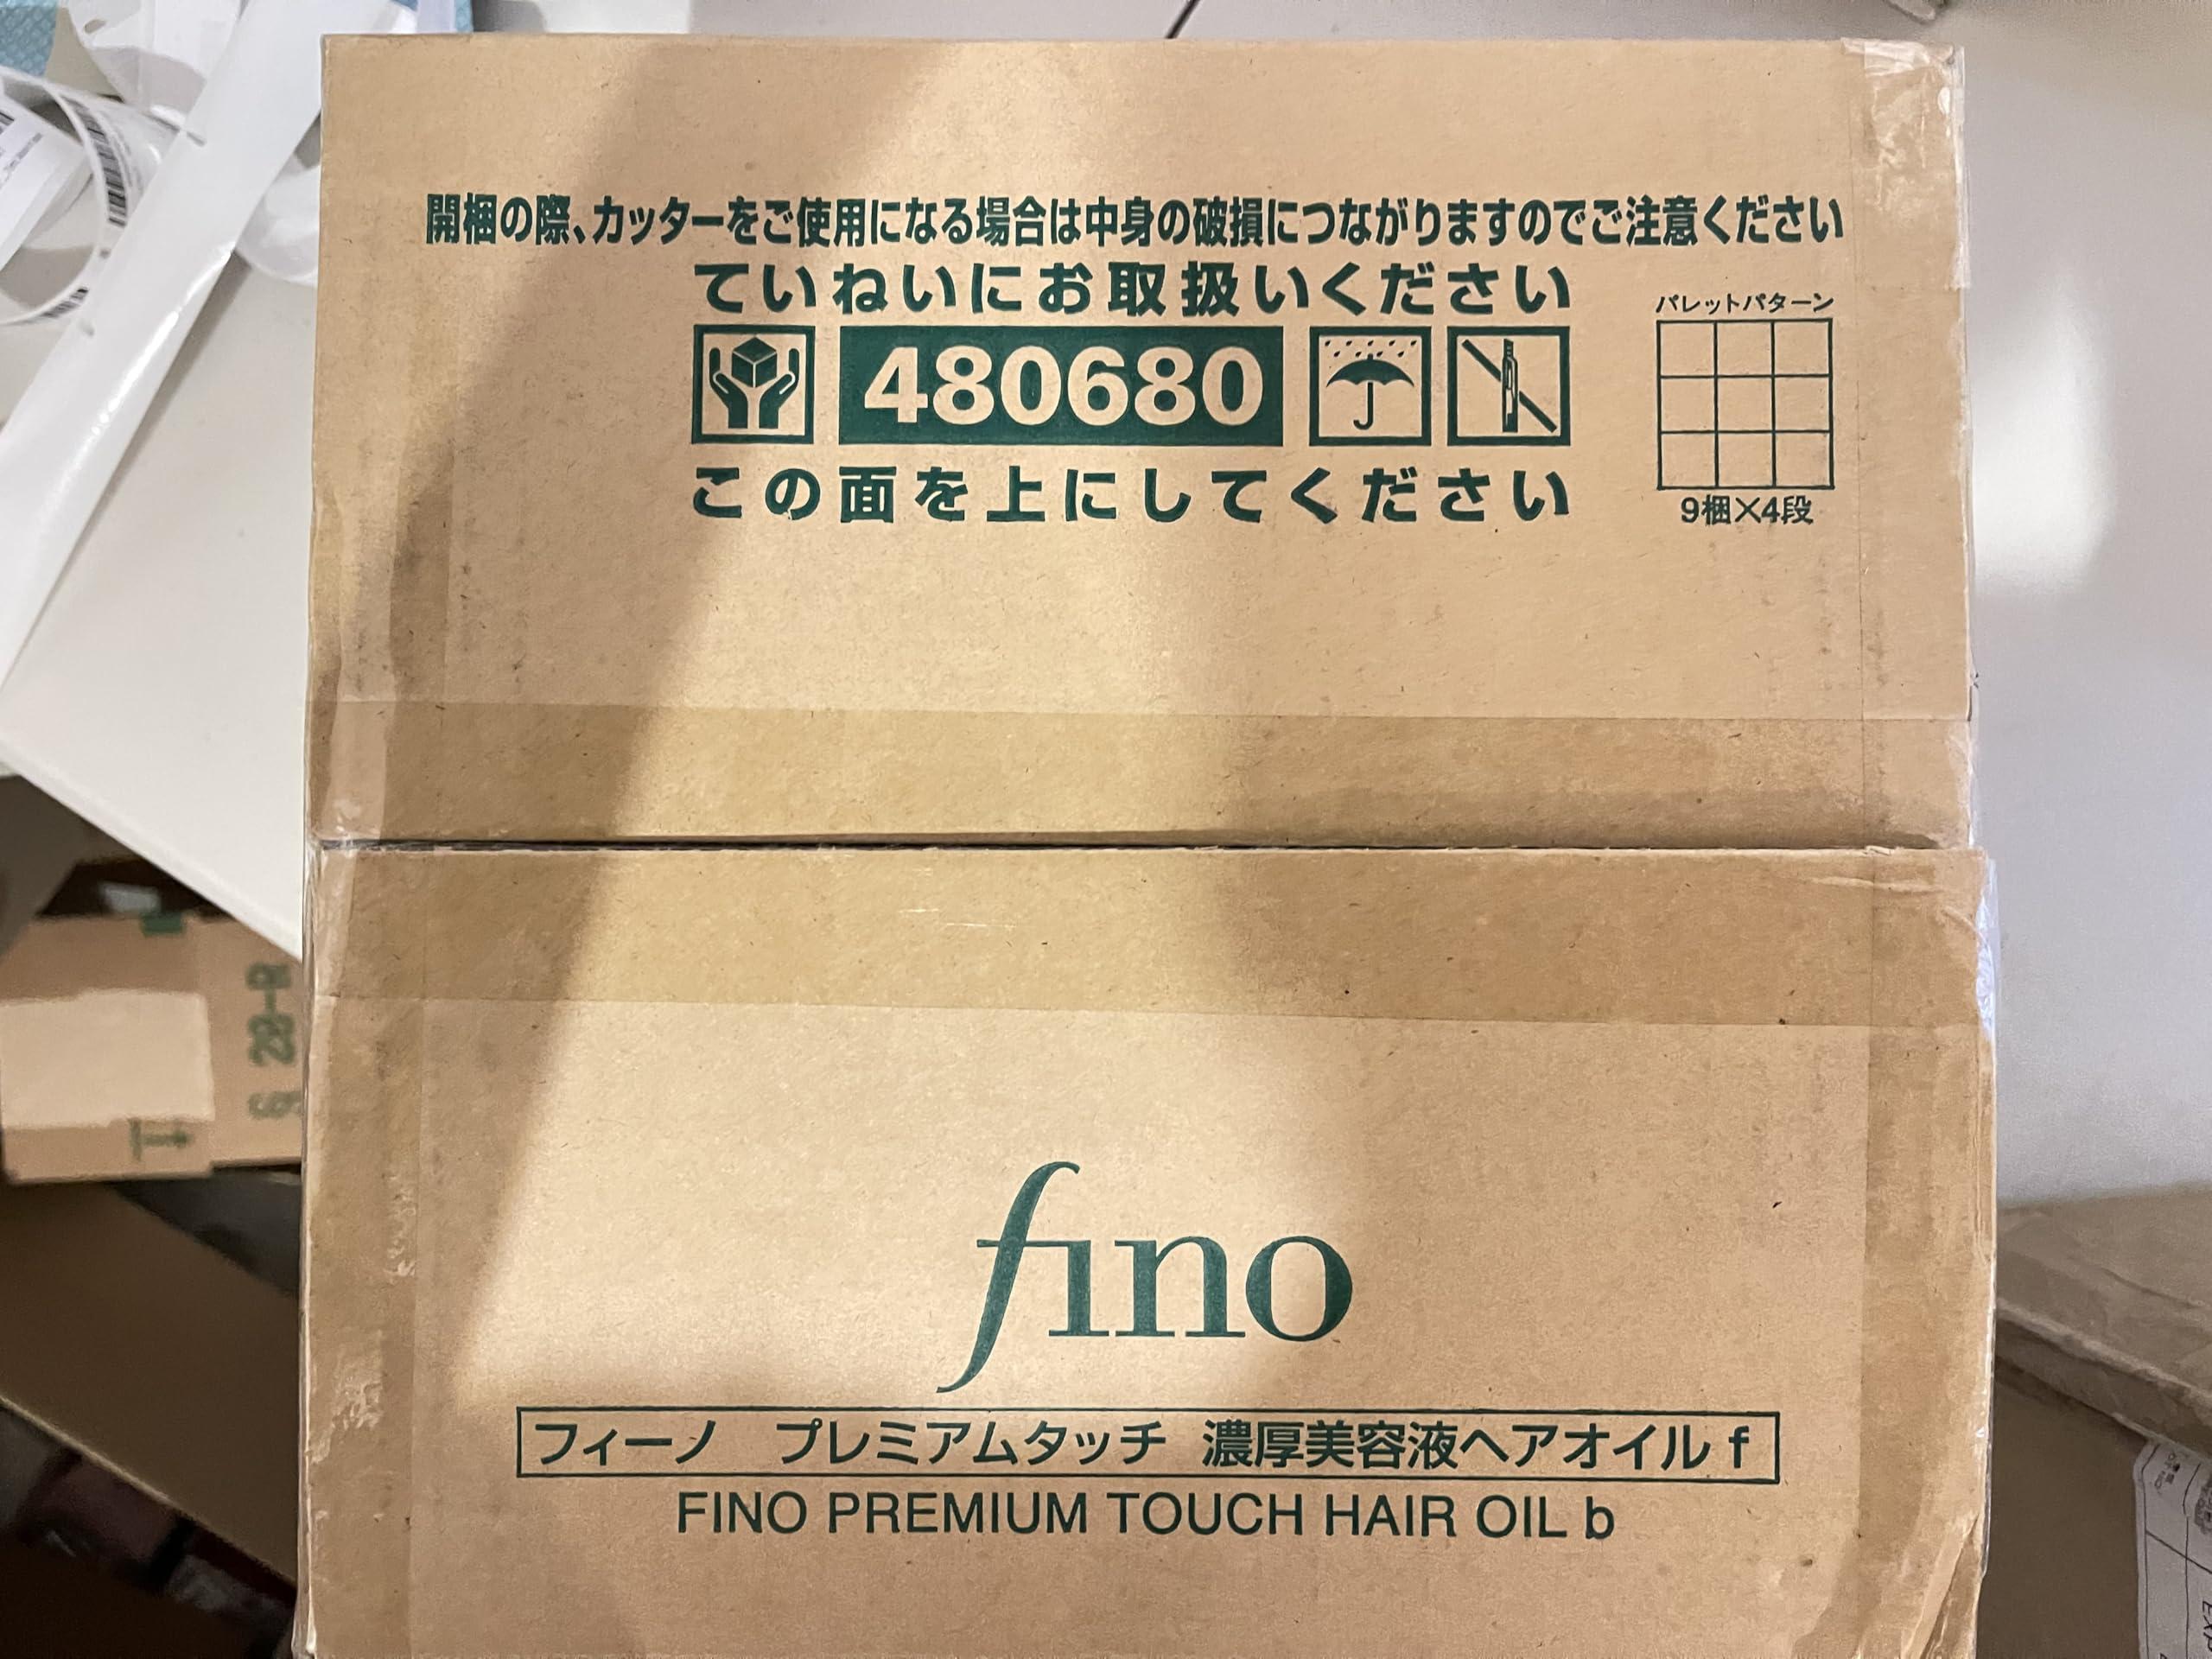 開梱の際、カッターをご使用になる場合は中身の破損につながりますのでご注意ください
ていねいにお取扱いください
480680
この面を上にしてください
パレットパターン
9梱×4段
fino
フィーノ プレミアムタッチ 濃厚美容液ヘアオイル f
FINO PREMIUM TOUCH HAIR OIL b